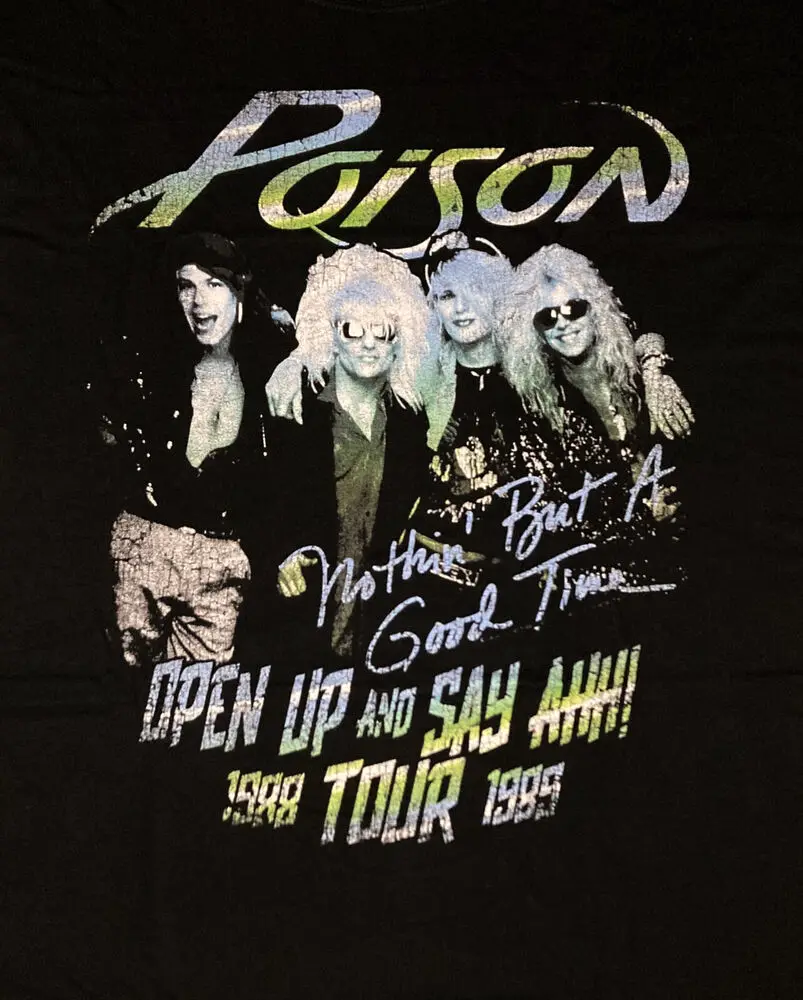 Poison
Nothin' But A
Good Time
OPEN UP AND SAY AHH!
1988 TOUR 1989